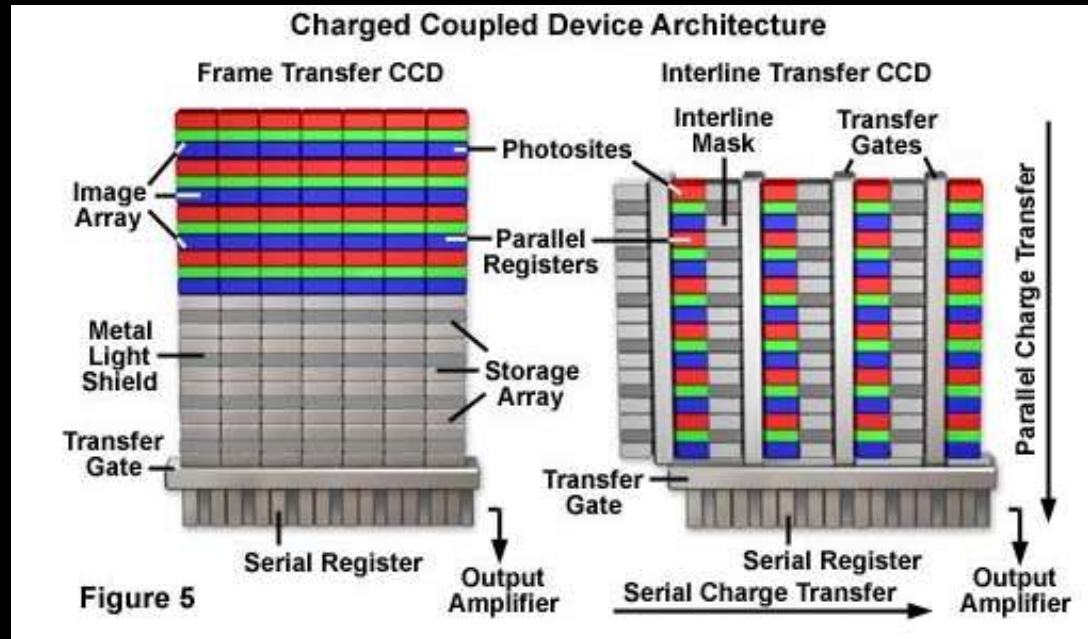 Charged Coupled Device Architecture
Frame Transfer CCD
Interline Transfer CCD
Interline
Mask
Transfer
Gates
Photosites
Image
Array
Parallel
Registers
Metal
Light
Shield
Storage
Array
Transfer
Gate
Transfer
Gate
Parallel Charge Transfer
Serial Register
Output
Amplifier
Serial Register
Output
Amplifier
Serial Charge Transfer
Figure 5